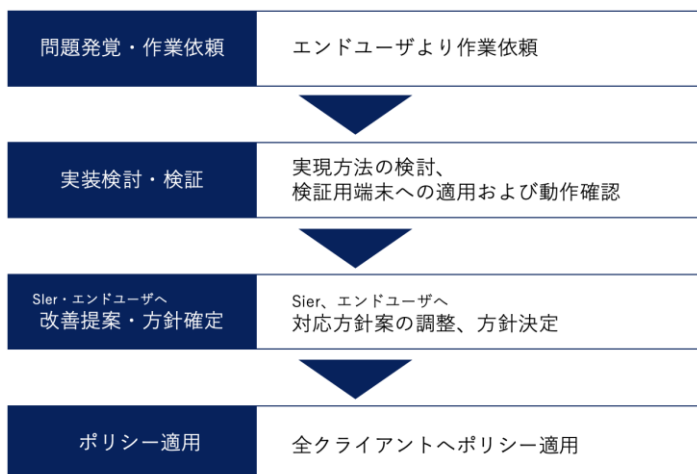 問題発覚・作業依頼
エンドユーザより作業依頼
実装検討・検証
実現方法の検討、
検証用端末への適用および動作確認
SIer・エンドユーザへ
改善提案・方針確定
Sier、エンドユーザへ
対応方針案の調整、方針決定
ポリシー適用
全クライアントへポリシー適用